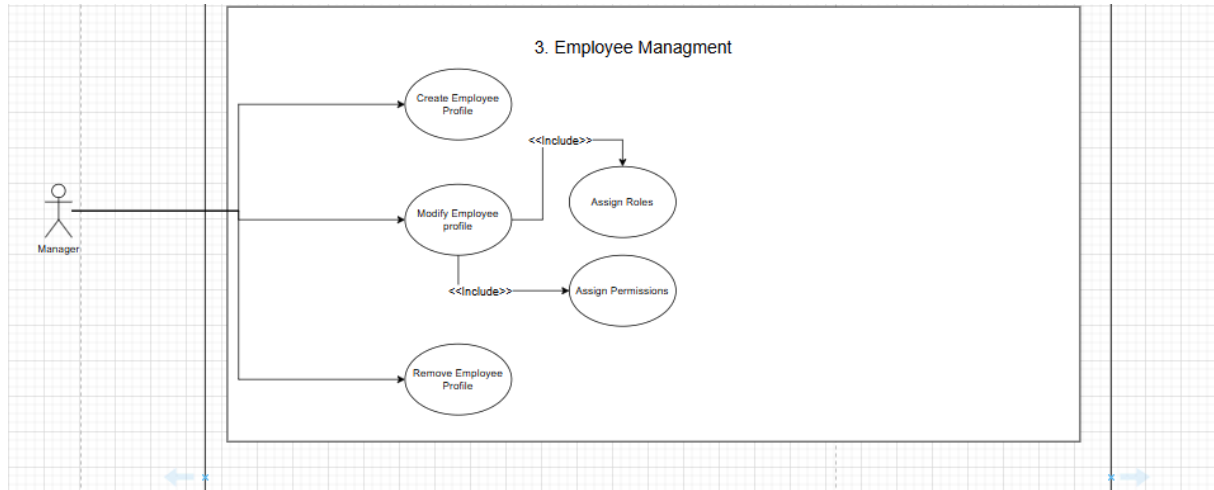 3. Employee Managment
Create Employee
Profile
<<Include>>
Assign Roles
Modify Employee
profile
Manager
<<Include>>
Assign Permissions
Remove Employee
Profile